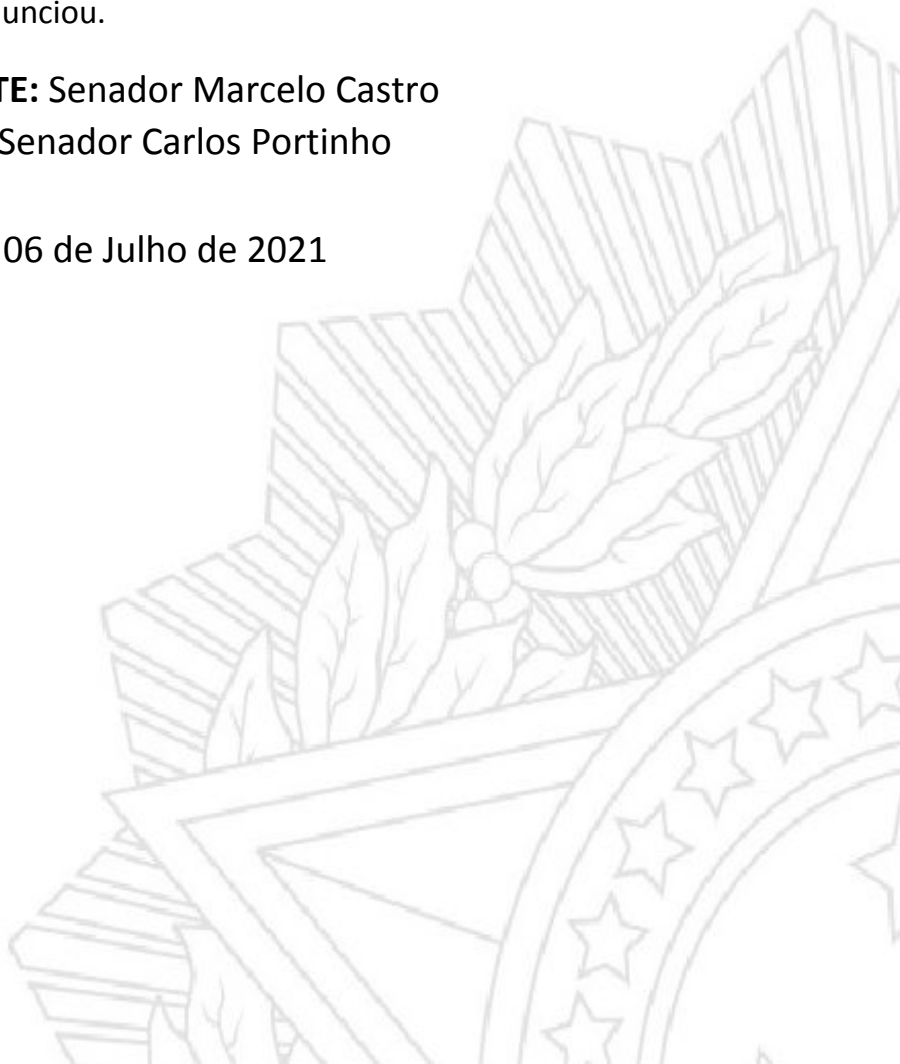 unciou.
TE: Senador Marcelo Castro
Senador Carlos Portinho
06 de Julho de 2021